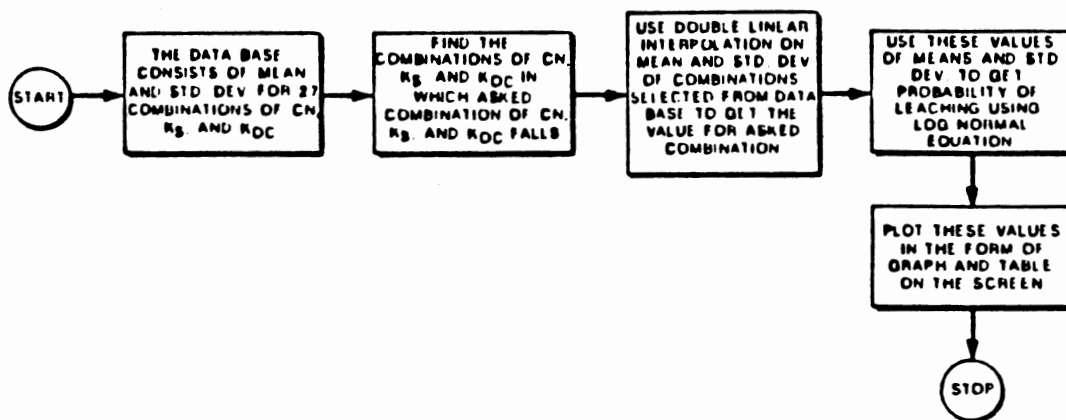 START
THE DATA BASE
CONSISTS OF MEAN
AND STD DEV FOR 27
COMBINATIONS OF CN,
KS, AND KOC
FIND THE
COMBINATIONS OF CN,
KS AND KOC IN
WHICH ASKED
COMBINATION OF CN,
KS, AND KOC FALLS
USE DOUBLE LINEAR
INTERPOLATION ON
MEAN AND STD. DEV
OF COMBINATIONS
SELECTED FROM DATA
BASE TO GET THE
VALUE FOR ASKED
COMBINATION
USE THESE VALUES
OF MEANS AND STD
DEV. TO GET
PROBABILITY OF
LEACHING USING
LOG NORMAL
EQUATION
PLOT THESE VALUES
IN THE FORM OF
GRAPH AND TABLE
ON THE SCREEN
STOP